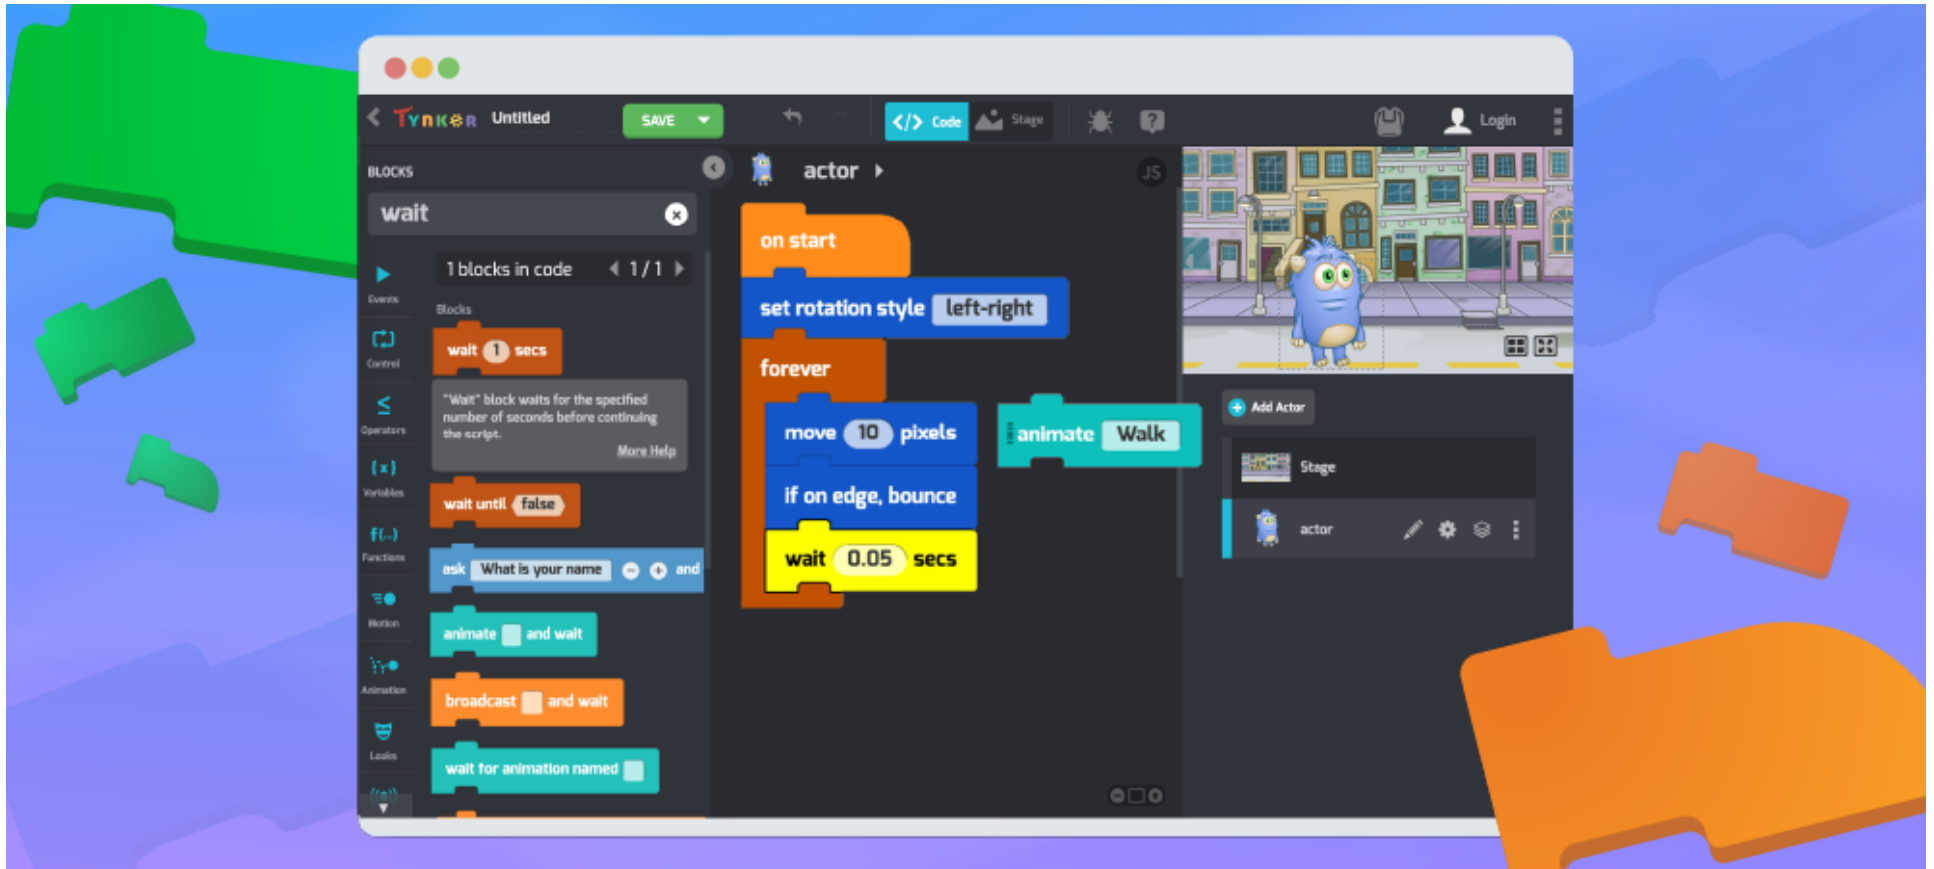 TYNKER Untitled
SAVE
</> Code
Stage
?
Login
BLOCKS
wait
1 blocks in code
1/1
Events
Control
Operators
{x}
Variables
f(...)
Functions
Motion
Animation
Looks
Blocks
wait 1 secs
"Wait" block waits for the specified
number of seconds before continuing
the script.
More Help
wait until false
ask What is your name - + and
animate and wait
broadcast and wait
wait for animation named
actor
JS
on start
set rotation style left-right
forever
move 10 pixels
if on edge, bounce
wait 0.05 secs
animate Walk
Add Actor
Stage
actor